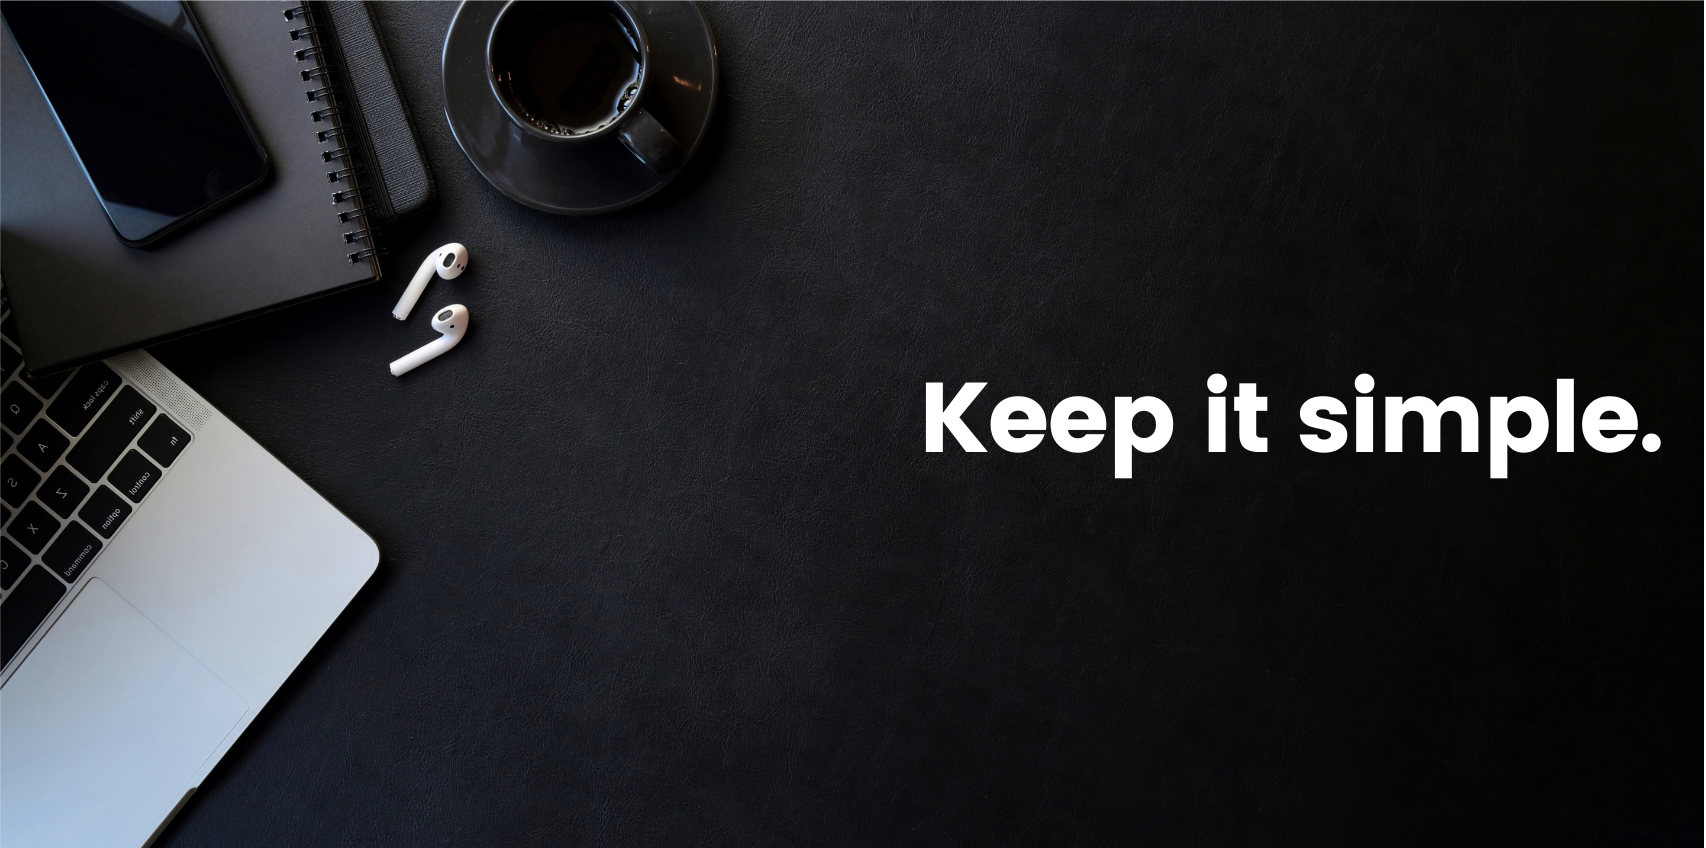 Keep it simple.
caps lock
Q
shift
A
fn
S
Z
control
X
option
C
command